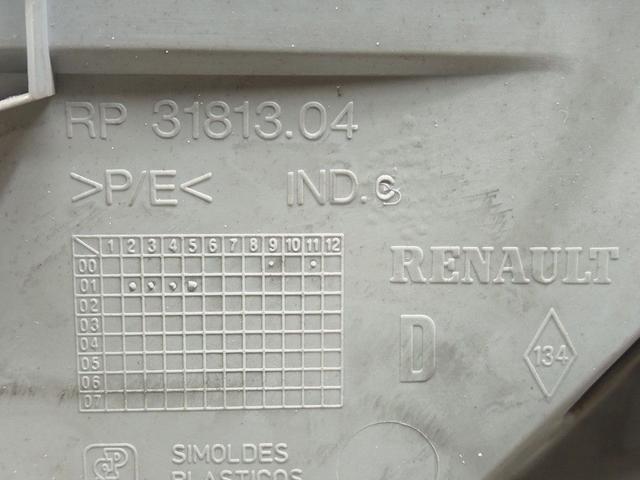 RP 31813.04
>P/E< IND.C
1 2 3 4 5 6 7 8 9 10 11 12
00
01
02
03
04
05
06
07
RENAULT
D
134
SIMOLDES
PLASTICOS